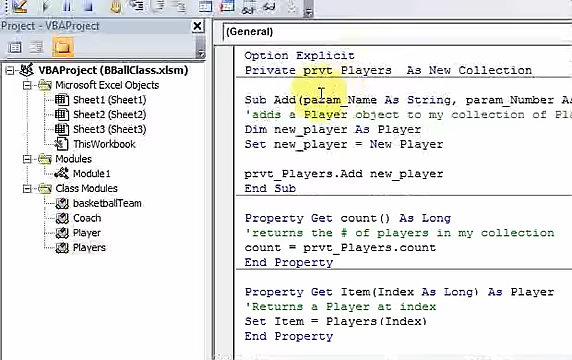 Project - VBAProject
VBAProject (BBallClass.xlsm)
Microsoft Excel Objects
Sheet1 (Sheet1)
Sheet2 (Sheet2)
Sheet3 (Sheet3)
ThisWorkbook
Modules
Module1
Class Modules
basketballTeam
Coach
Player
Players
(General)
Option Explicit
Private prvt_Players As New Collection
Sub Add(param_Name As String, param_Number As
'adds a Player object to my collection of Pl
Dim new_player As Player
Set new_player = New Player
prvt_Players.Add new_player
End Sub
Property Get count() As Long
'returns the # of players in my collection
count = prvt_Players.count
End Property
Property Get Item(Index As Long) As Player
'Returns a Player at index
Set Item = Players(Index)
End Property